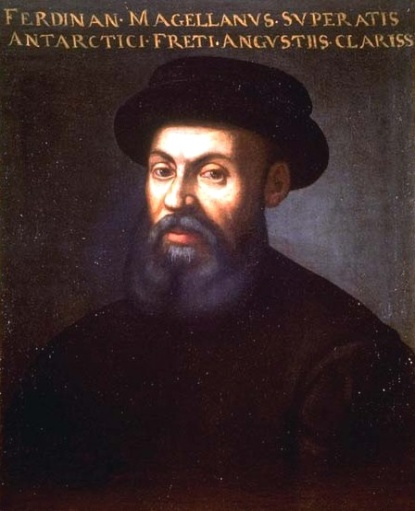 FERDINAN · MAGELLANVS · SVPERATIS
ANTARCTICI · FRETI · ANGVSTIIS · CLARISS